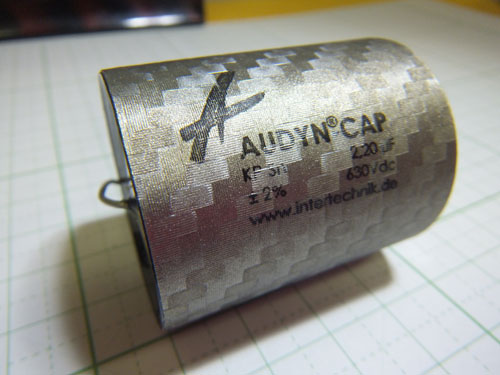 AUDYN® CAP
KP-Sn 2,20 µF
± 2% 630Vdc
www.intertechnik.de